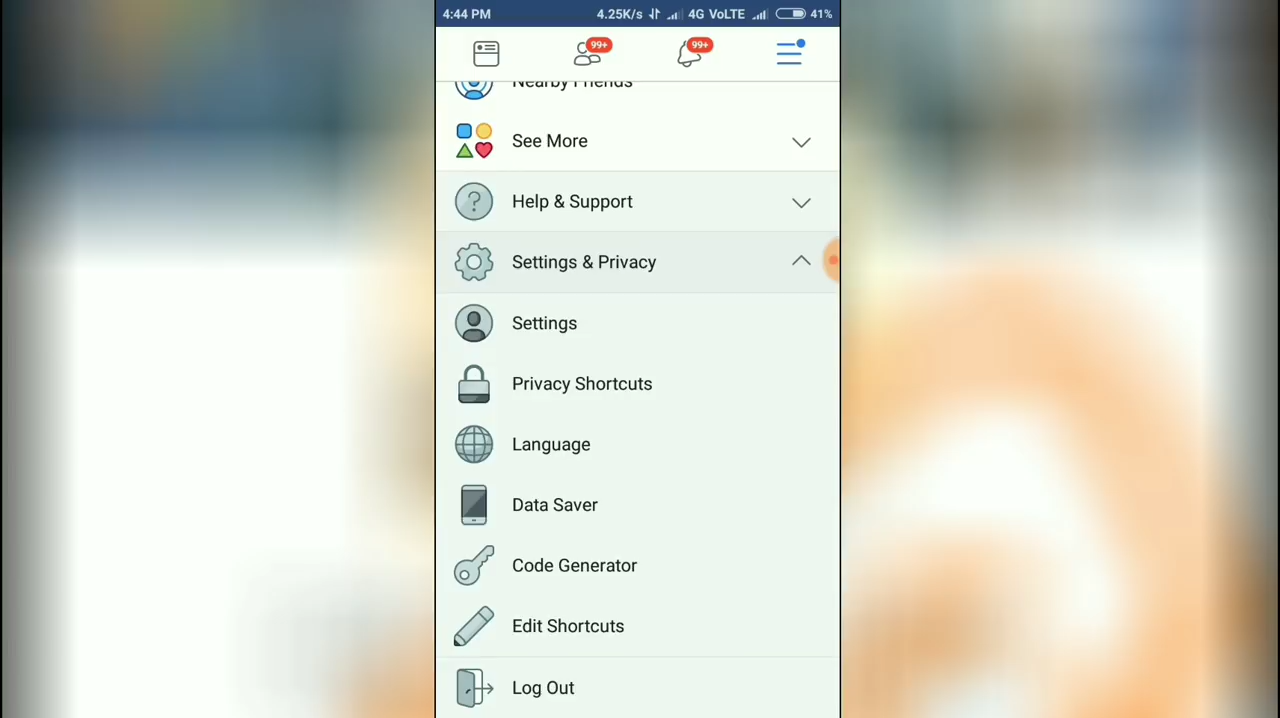 4:44 PM 4.25K/s 4G VoLTE 41%
99+ 99+
Nearby Friends
See More
Help & Support
Settings & Privacy
Settings
Privacy Shortcuts
Language
Data Saver
Code Generator
Edit Shortcuts
Log Out